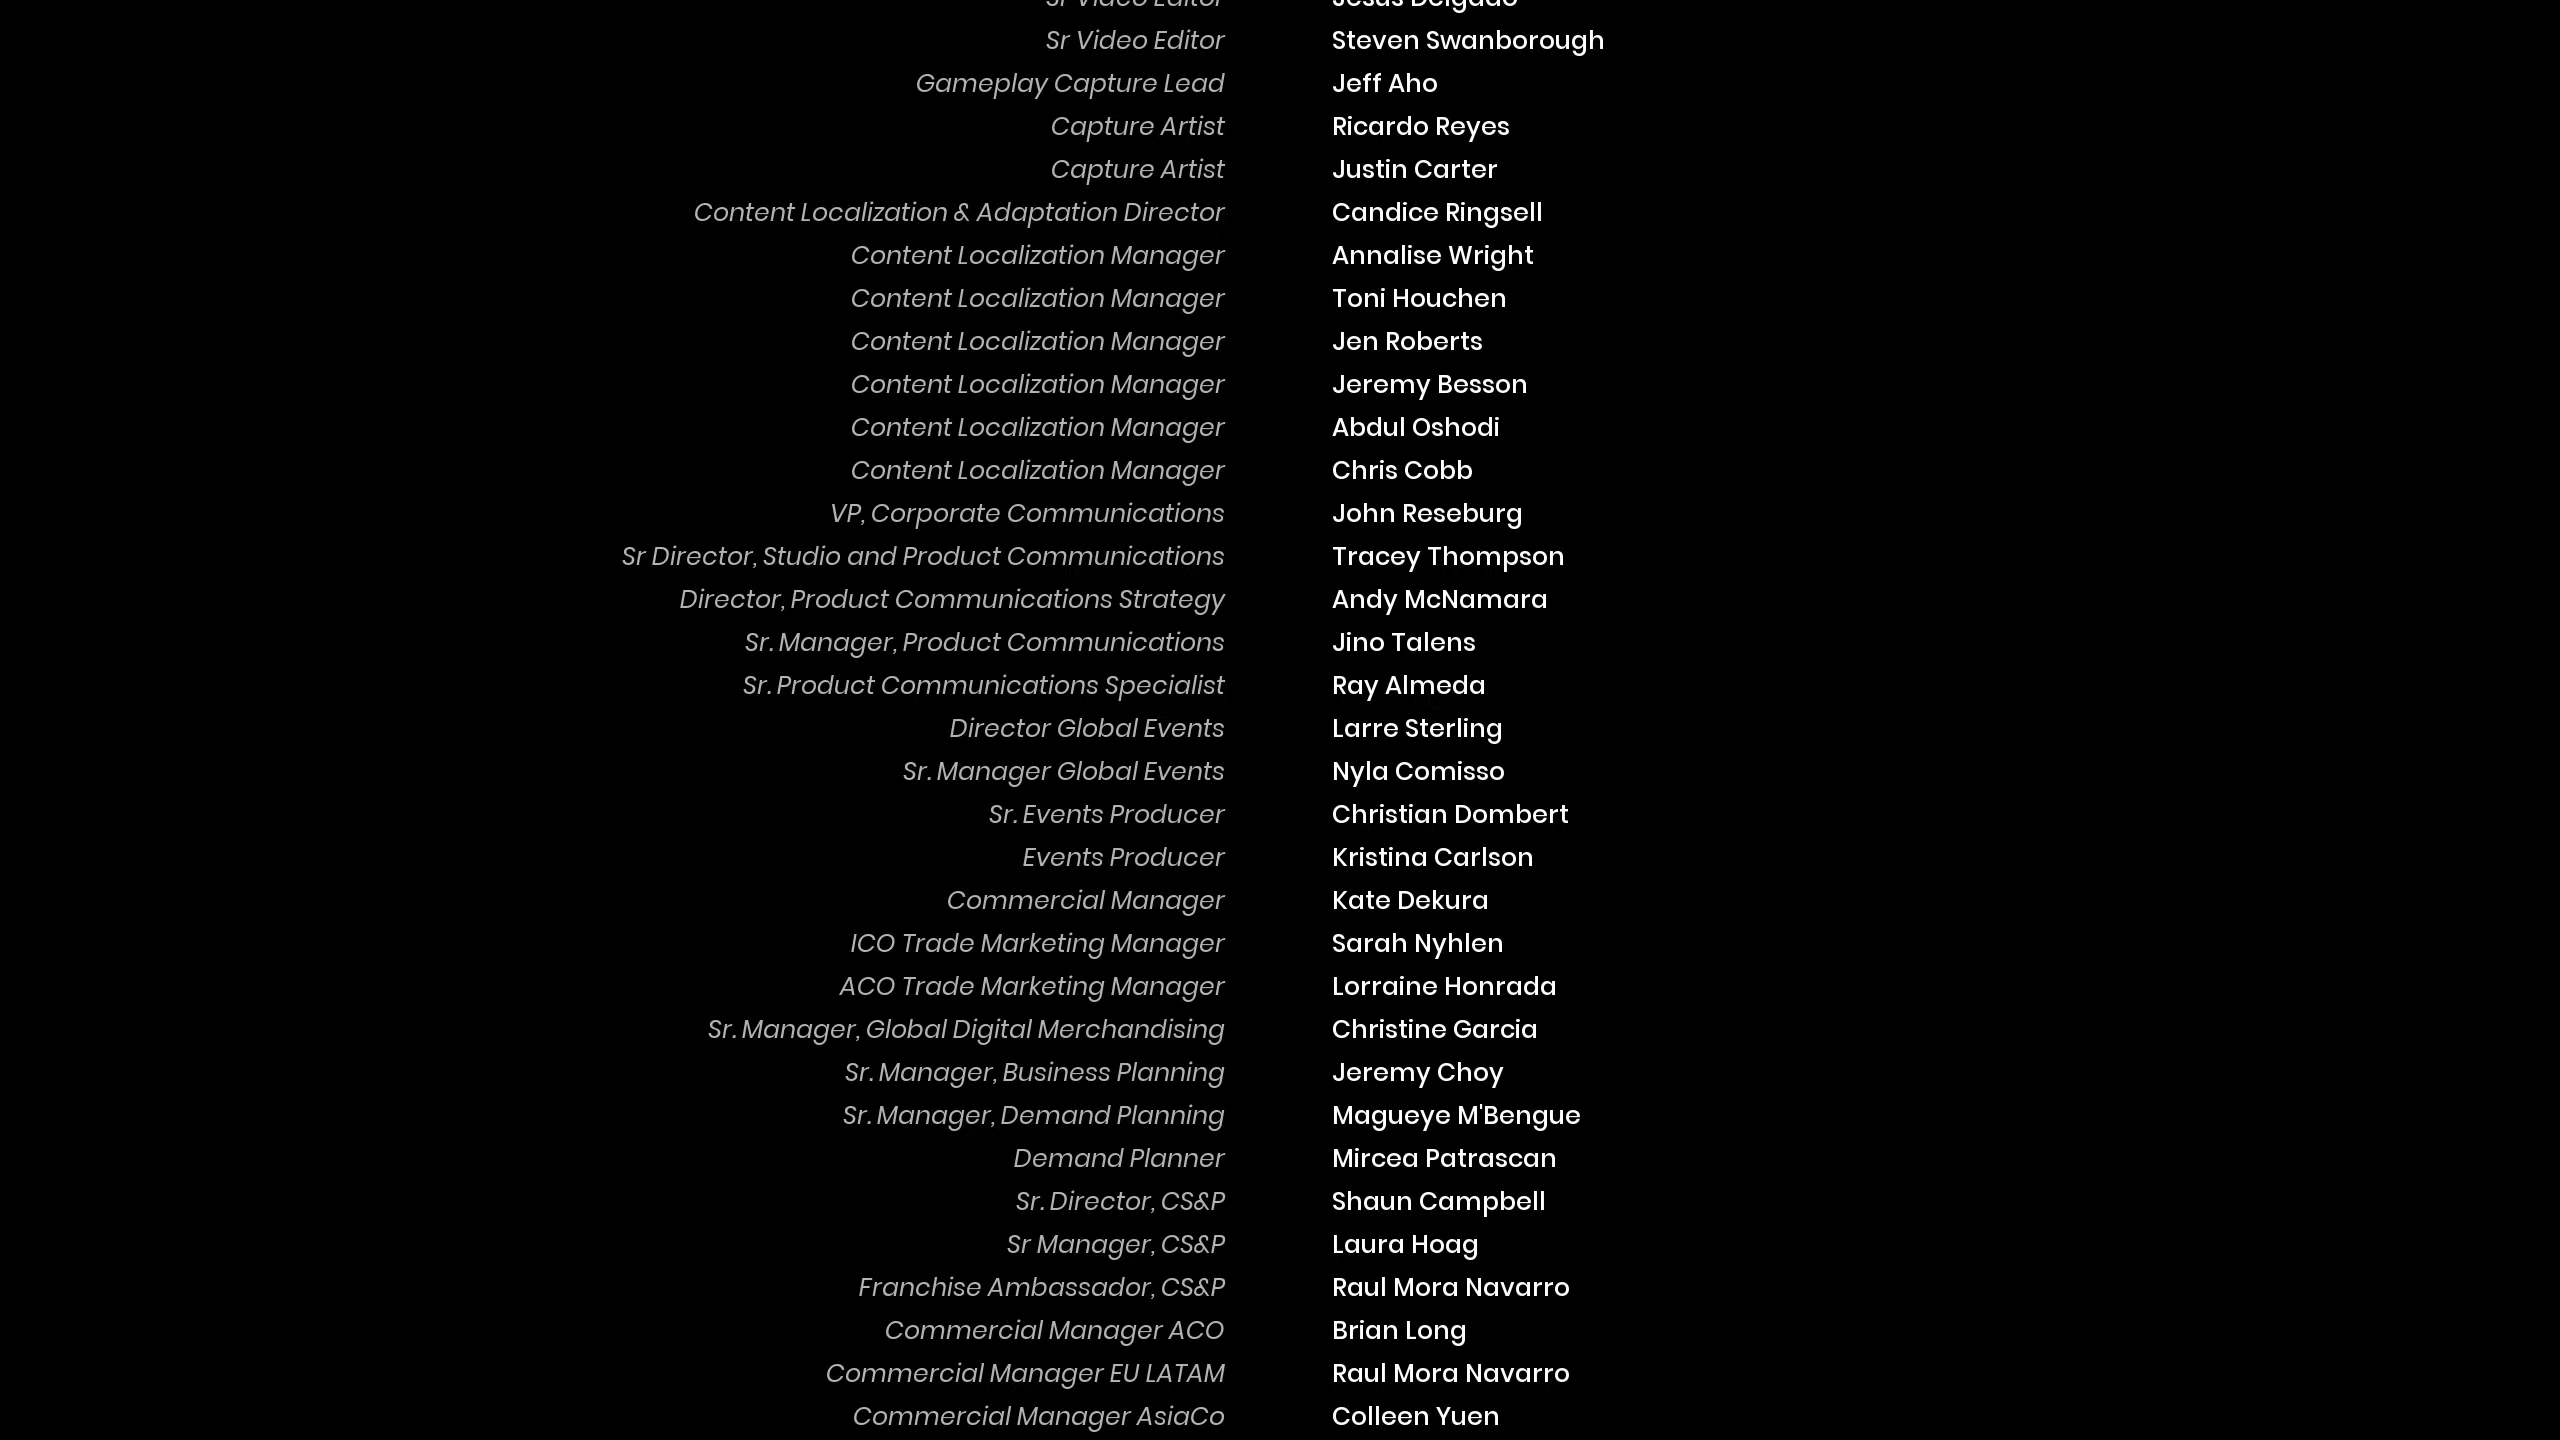 Sr Video Editor Jesus Delgado
Sr Video Editor Steven Swanborough
Gameplay Capture Lead Jeff Aho
Capture Artist Ricardo Reyes
Capture Artist Justin Carter
Content Localization & Adaptation Director Candice Ringsell
Content Localization Manager Annalise Wright
Content Localization Manager Toni Houchen
Content Localization Manager Jen Roberts
Content Localization Manager Jeremy Besson
Content Localization Manager Abdul Oshodi
Content Localization Manager Chris Cobb
VP, Corporate Communications John Reseburg
Sr Director, Studio and Product Communications Tracey Thompson
Director, Product Communications Strategy Andy McNamara
Sr. Manager, Product Communications Jino Talens
Sr. Product Communications Specialist Ray Almeda
Director Global Events Larre Sterling
Sr. Manager Global Events Nyla Comisso
Sr. Events Producer Christian Dombert
Events Producer Kristina Carlson
Commercial Manager Kate Dekura
ICO Trade Marketing Manager Sarah Nyhlen
ACO Trade Marketing Manager Lorraine Honrada
Sr. Manager, Global Digital Merchandising Christine Garcia
Sr. Manager, Business Planning Jeremy Choy
Sr. Manager, Demand Planning Magueye M'Bengue
Demand Planner Mircea Patrascan
Sr. Director, CS&P Shaun Campbell
Sr Manager, CS&P Laura Hoag
Franchise Ambassador, CS&P Raul Mora Navarro
Commercial Manager ACO Brian Long
Commercial Manager EU LATAM Raul Mora Navarro
Commercial Manager AsiaCo Colleen Yuen